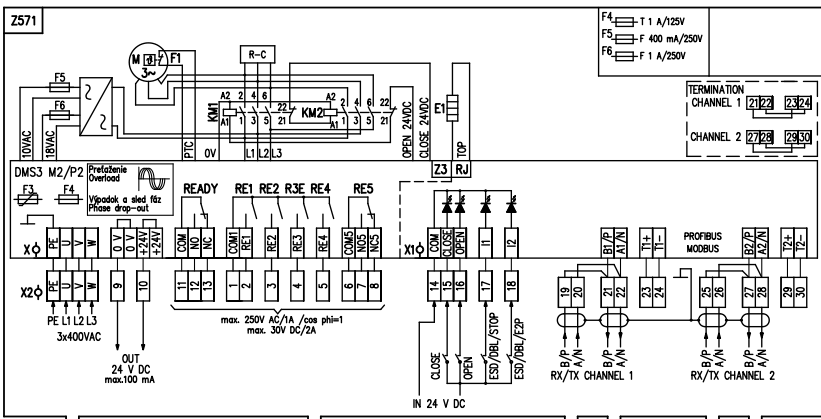 Z571
F4 T 1 A/125V
F5 F 400 mA/250V
F6 F 1 A/250V
TERMINATION
CHANNEL 1 21 22 23 24
CHANNEL 2 27 28 29 30
M 3~ F1
R-C
F5
F6
10VAC
18VAC
PTC
0V
KM1
A2 2 4 6 22
A1 1 3 5 21
L1 L2 L3
KM2
A2 2 4 6 22
A1 1 3 5 21
OPEN 24VDC
CLOSE 24VDC
E1
TOP
Z3 RJ
DMS3 M2/P2
F3 F4
Preťaženie
Overload
Výpadok a sled fáz
Phase drop-out
READY
RE1 RE2 R3E RE4
RE5
X
PE U V W
0 V
0 V
+24V
+24V
COM NO NC
COM1 RE1 RE2 RE3 RE4
COM5 NO5 NC5
X1
COM CLOSE OPEN I1 I2
PROFIBUS
MODBUS
B1/P A1/N T1+ T1- B2/P A2/N T2+ T2-
X2
PE U V W 9 10 11 12 13 1 2 3 4 5 6 7 8 14 15 16 17 18
19 20 21 22 23 24 25 26 27 28 29 30
PE L1 L2 L3
3x400VAC
OUT
24 V DC
max.100 mA
max. 250V AC/1A /cos phi=1
max. 30V DC/2A
CLOSE
OPEN
ESD/DBL/STOP
ESD/DBL/E2P
IN 24 V DC
B/P A/N B/P A/N
RX/TX CHANNEL 1
B/P A/N B/P A/N
RX/TX CHANNEL 2